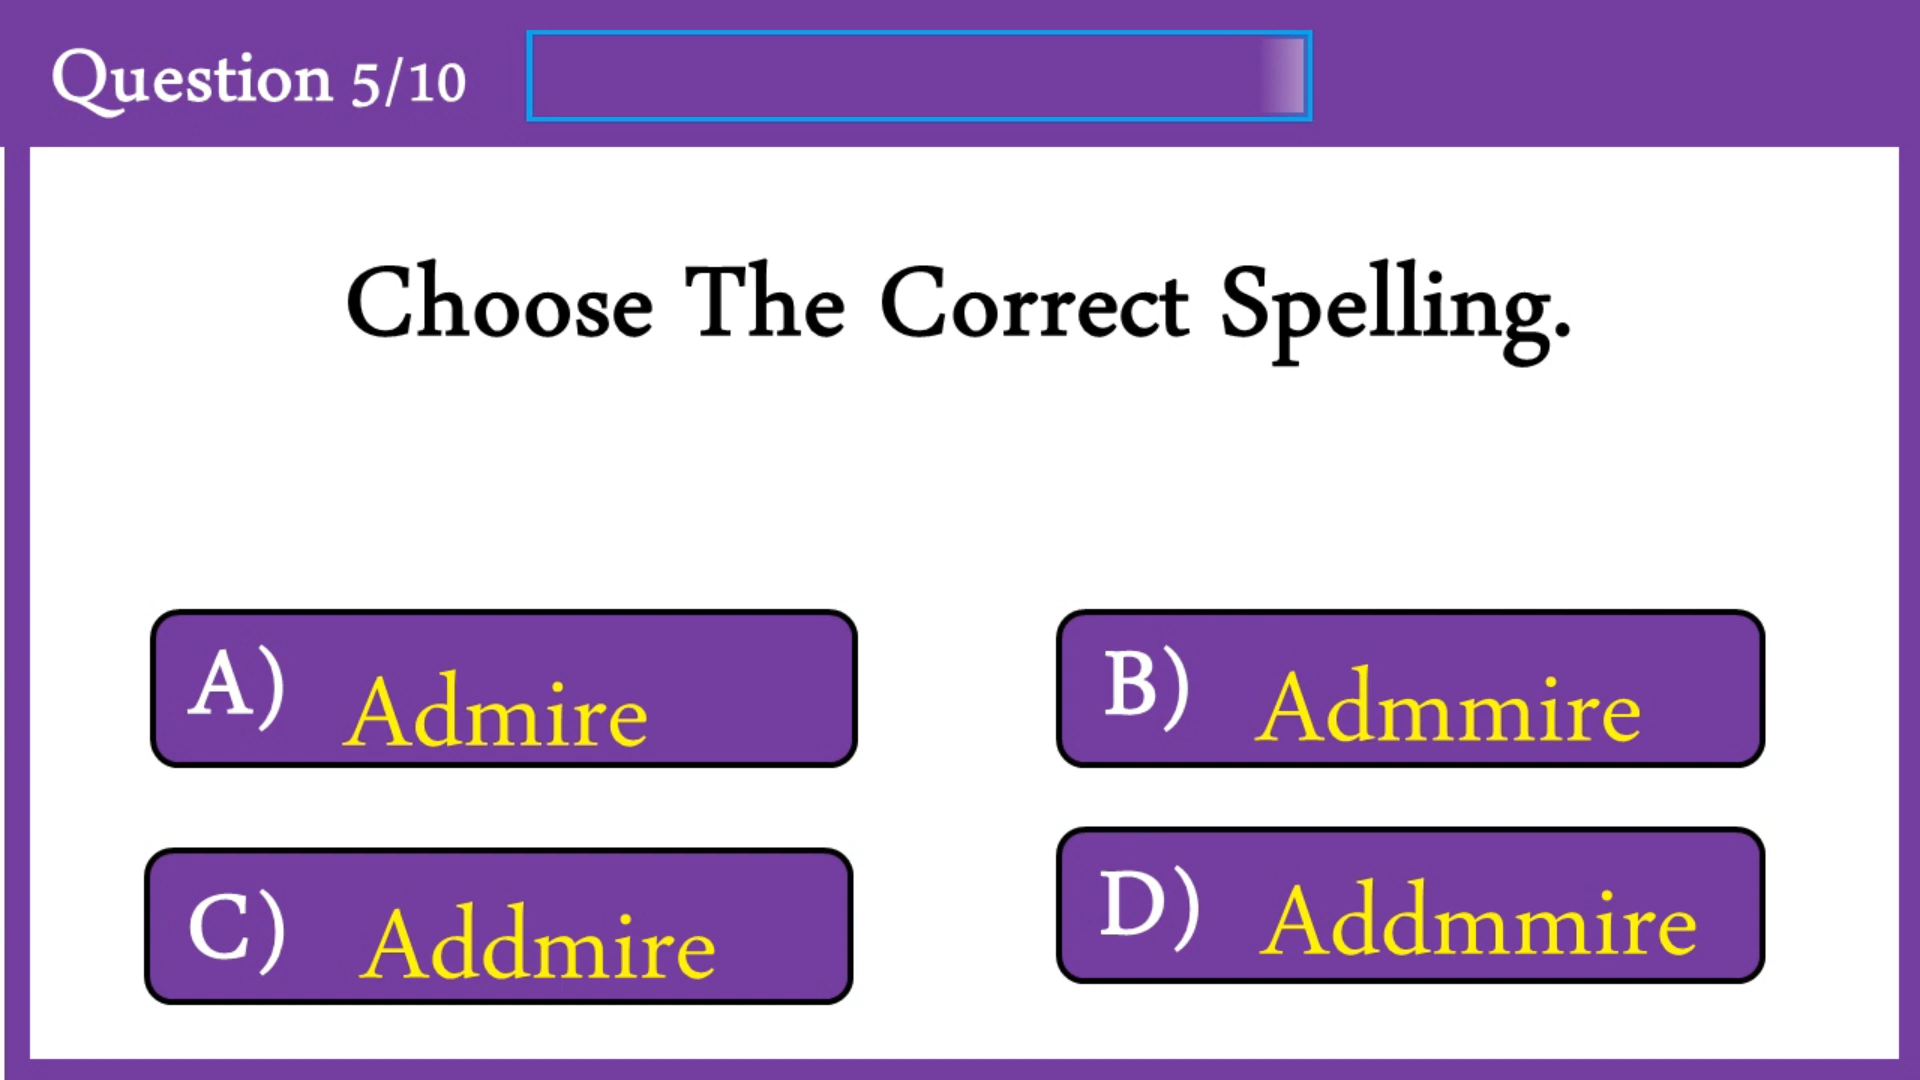 Question 5/10
Choose The Correct Spelling.
A) Admire
B) Admmire
C) Addmire
D) Addmmire